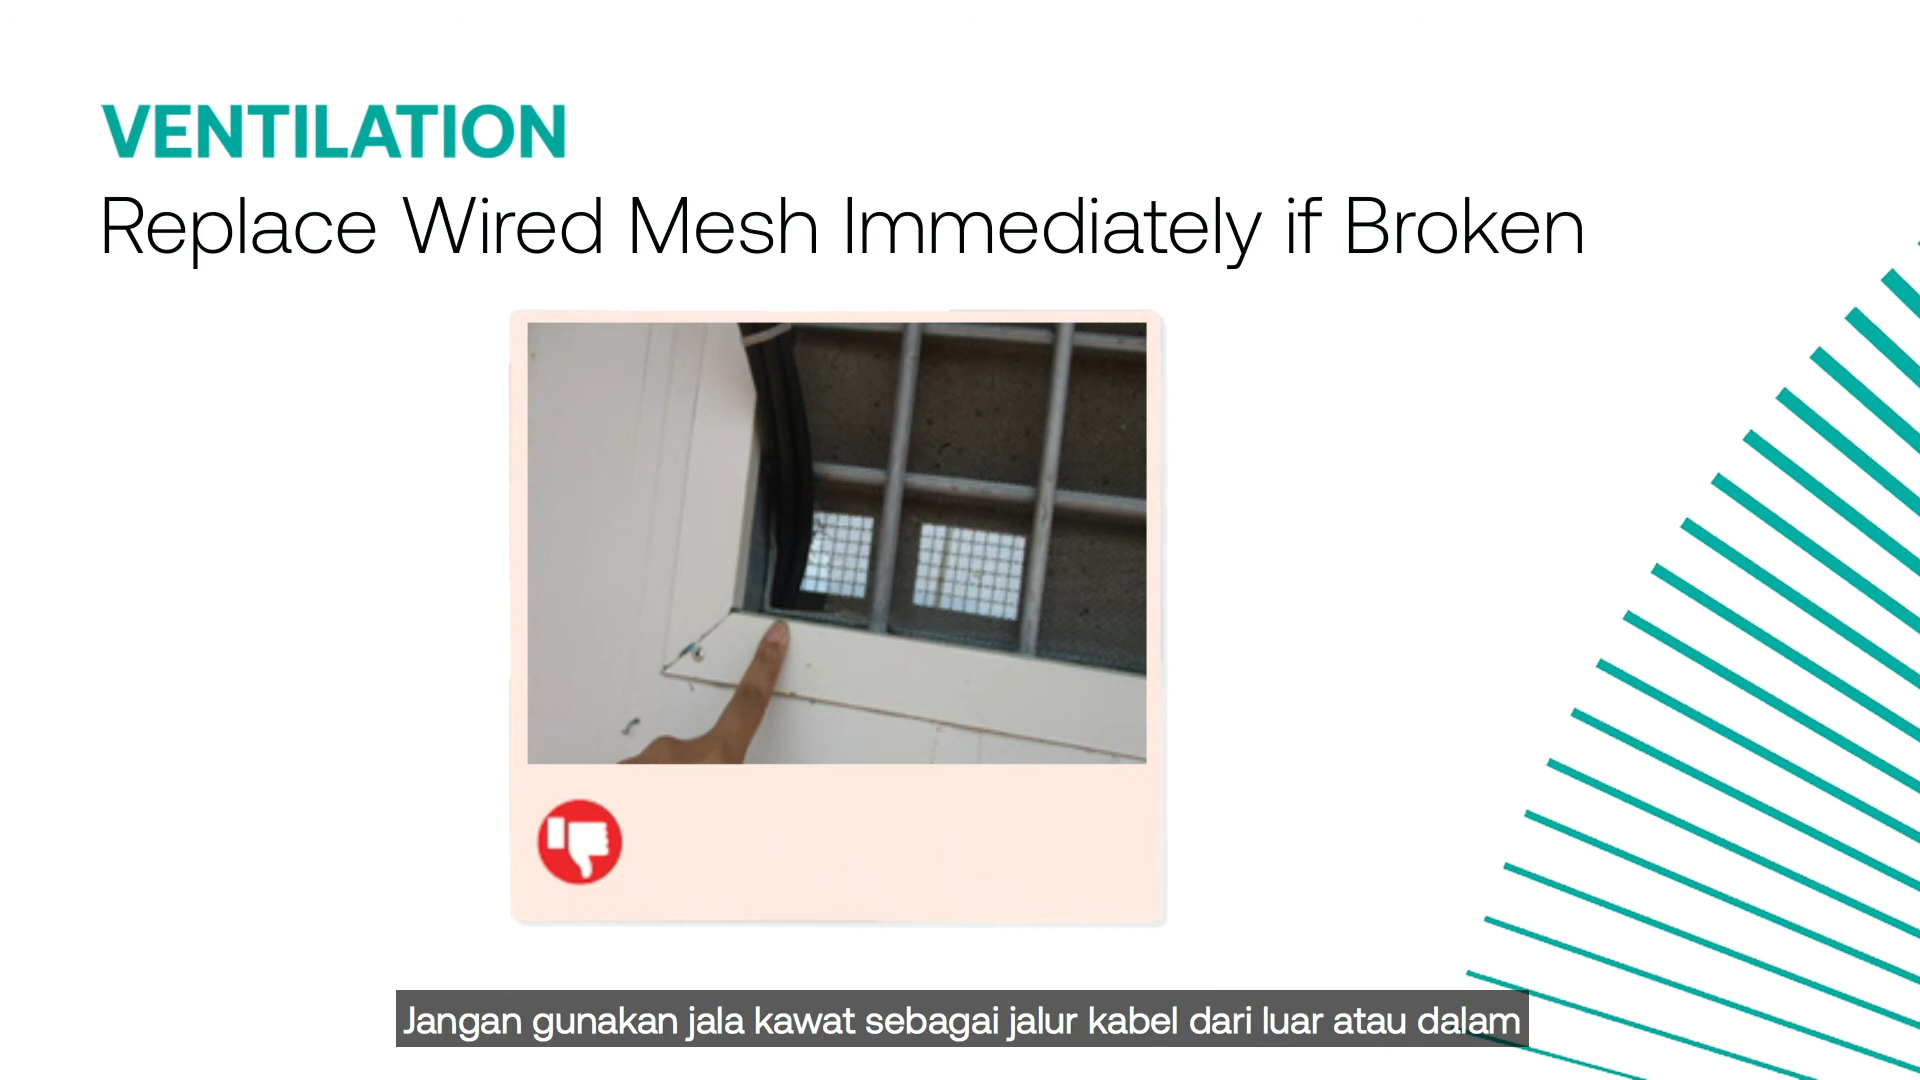 VENTILATION
Replace Wired Mesh Immediately if Broken
Jangan gunakan jala kawat sebagai jalur kabel dari luar atau dalam